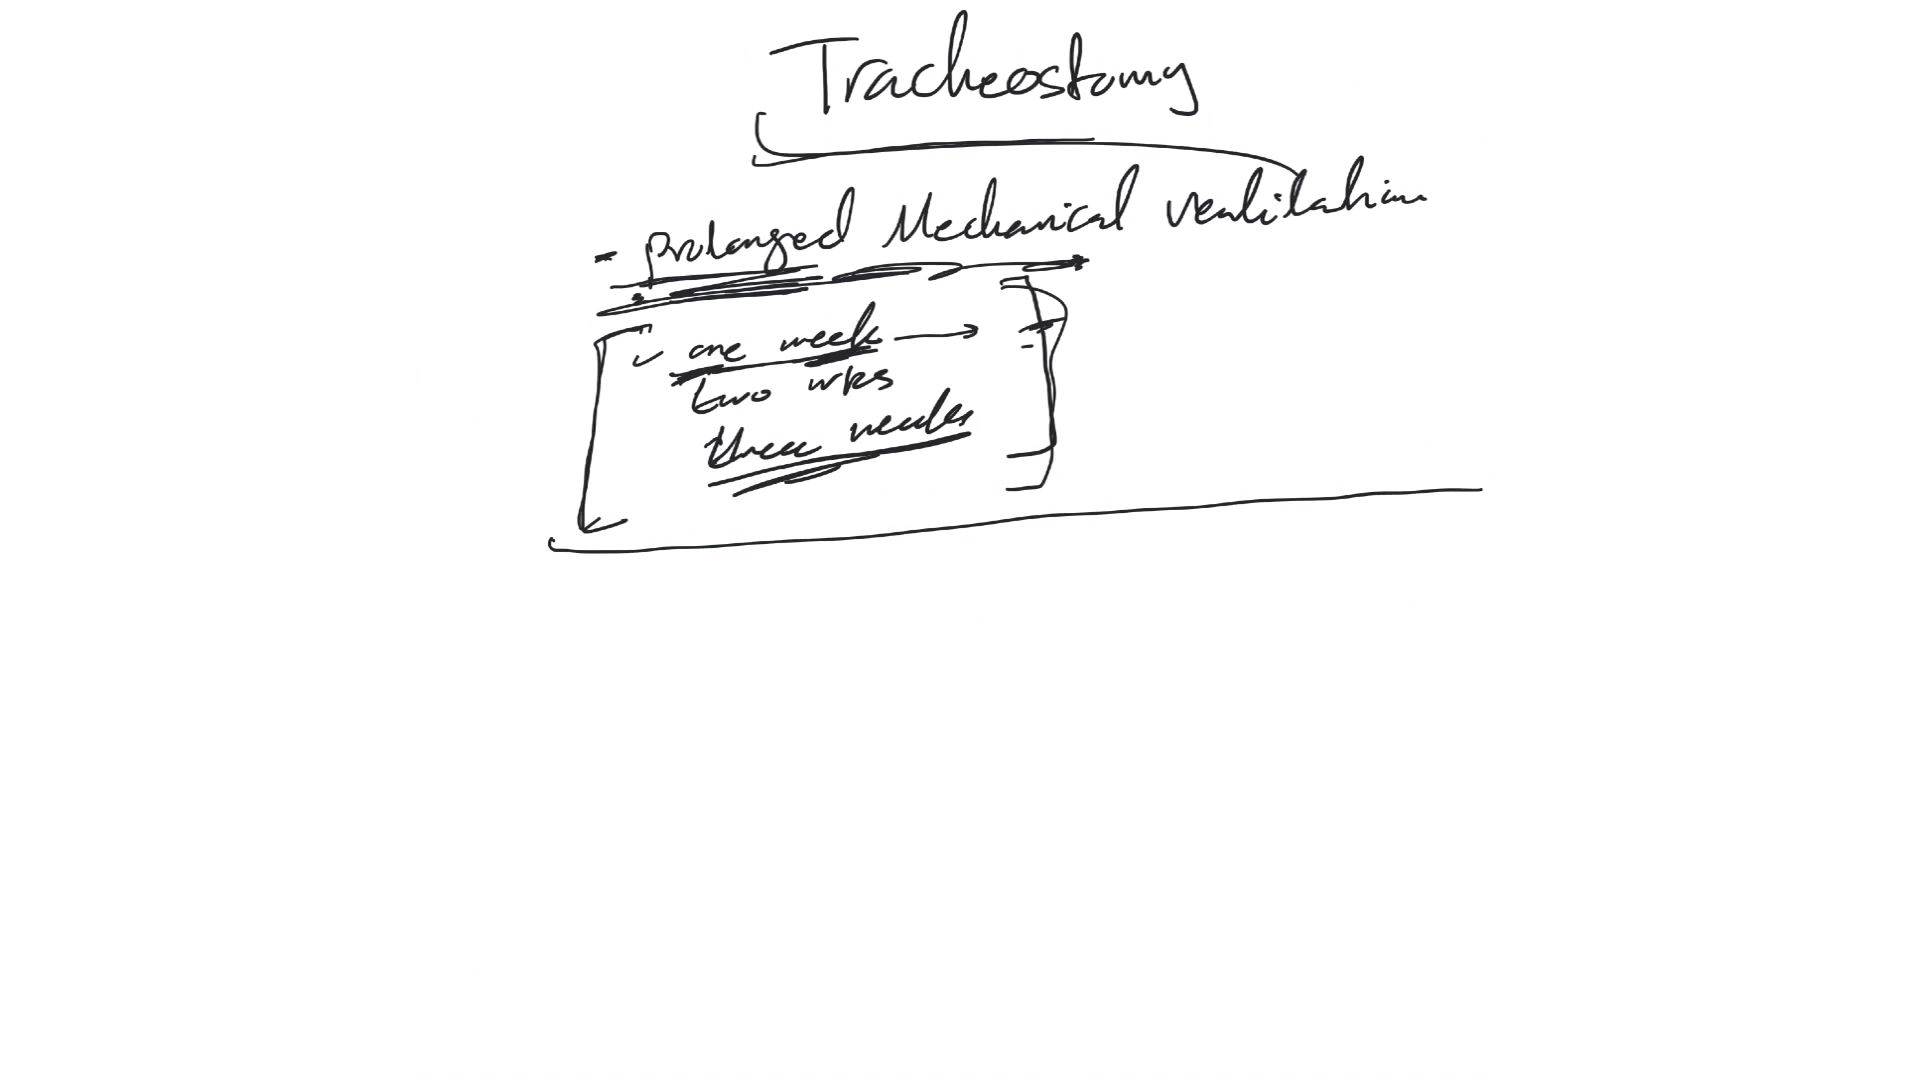 Tracheostomy
- prolonged Mechanical ventilation
✓ one week →
two wks
three weeks